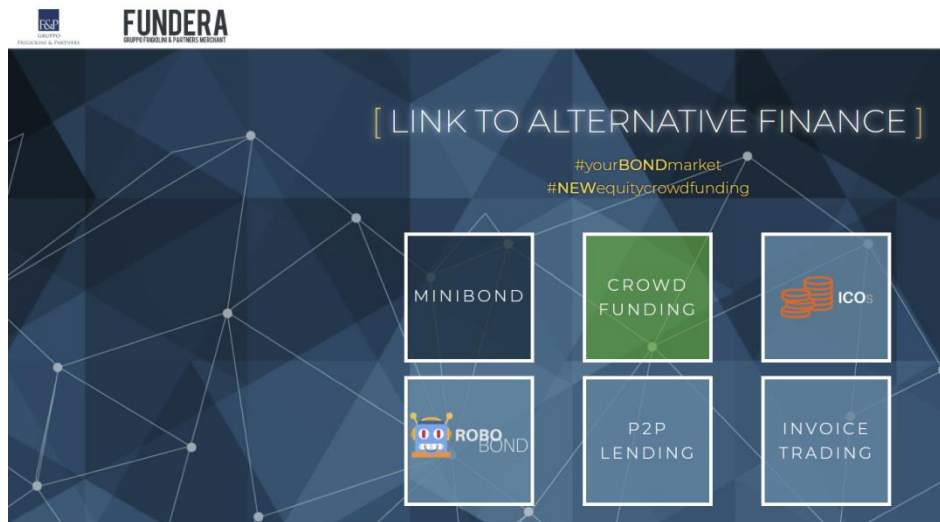 F&P
GRUPPO
FRIGIOLINI & PARTNERS
FUNDERA
GRUPPO FRIGIOLINI & PARTNERS MERCHANT
[ LINK TO ALTERNATIVE FINANCE ]
#yourBONDmarket
#NEWequitycrowdfunding
MINIBOND
CROWD
FUNDING
ICOs
ROBO
BOND
P2P
LENDING
INVOICE
TRADING